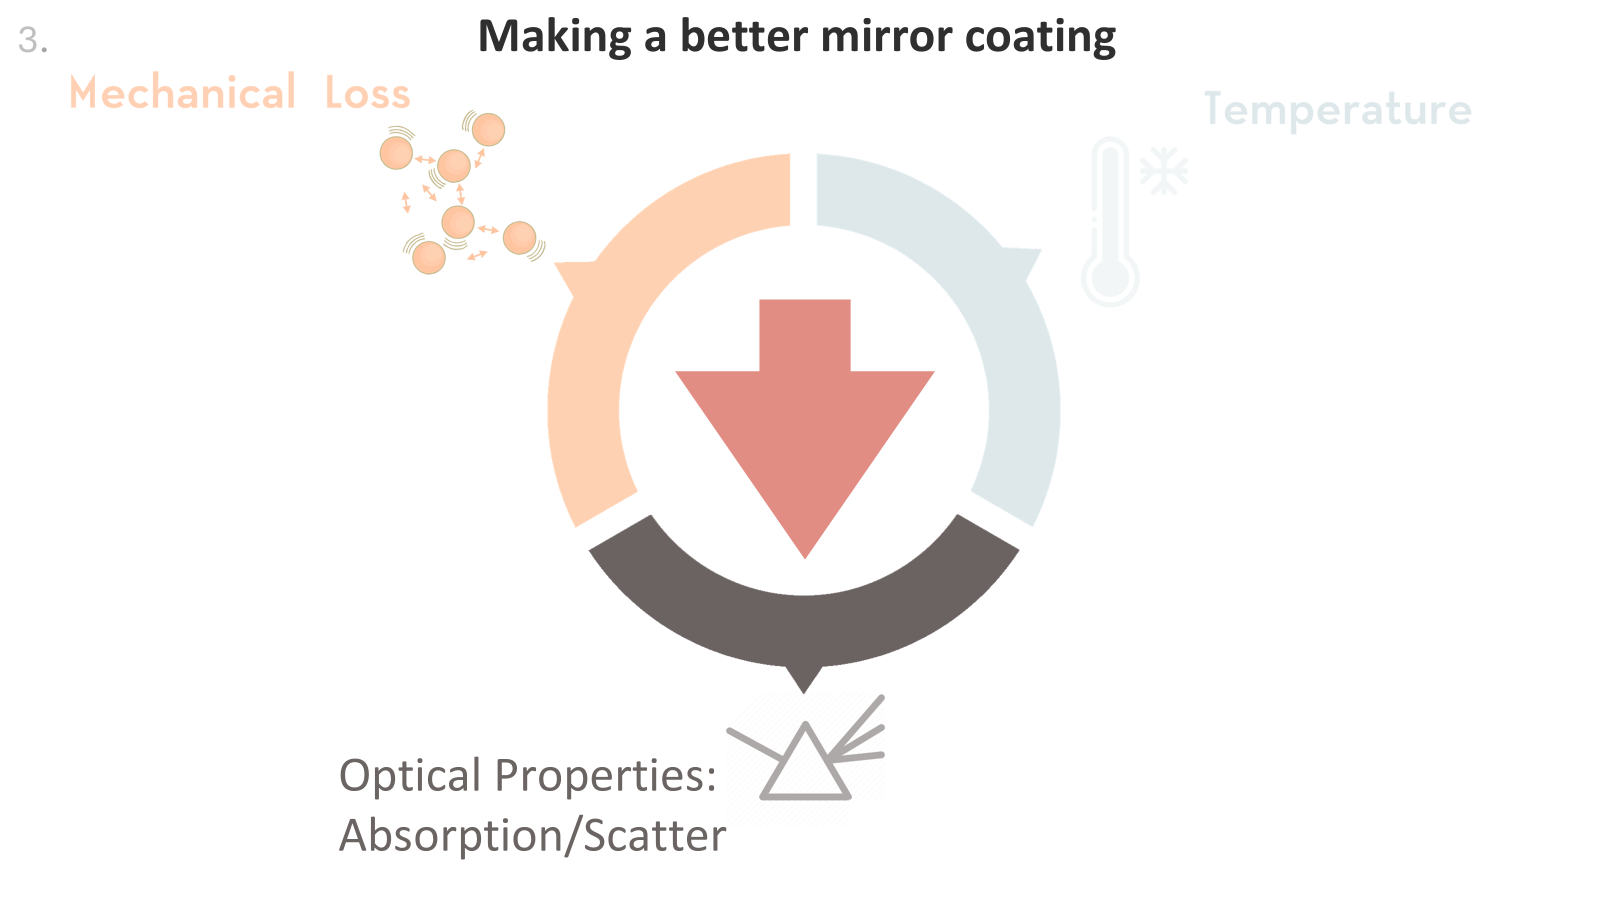 3.
Making a better mirror coating
Mechanical Loss
Temperature
Optical Properties:
Absorption/Scatter